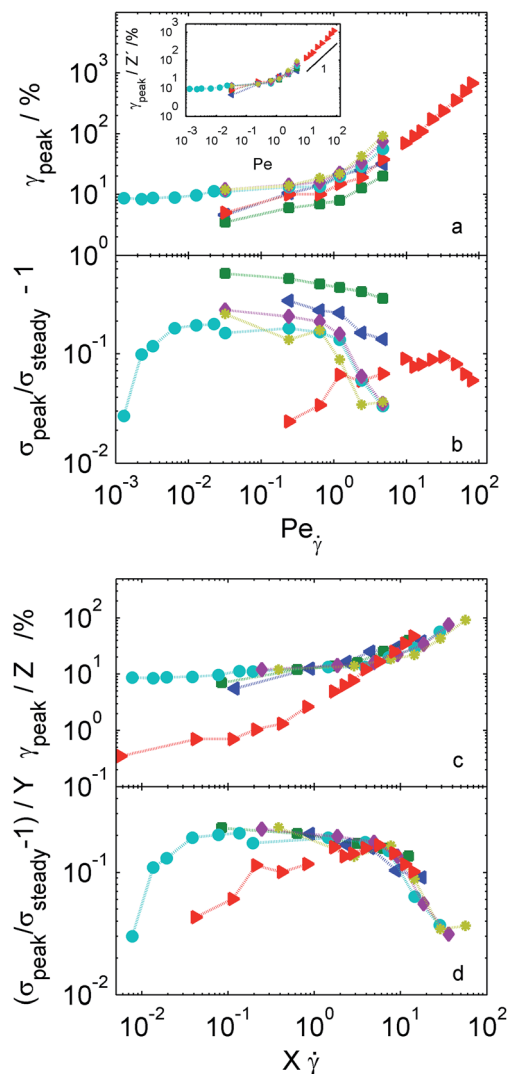 γpeak / Z´ /%
10³
10²
10¹
10⁰
1
10⁻³ 10⁻² 10⁻¹ 10⁰ 10¹ 10²
Pe
γpeak / %
10³
10²
10¹
10⁰
a
σpeak/σsteady - 1
10⁰
10⁻¹
10⁻²
b
10⁻³ 10⁻² 10⁻¹ 10⁰ 10¹ 10²
Peγ̇
γpeak / Z /%
10²
10¹
10⁰
10⁻¹
c
(σpeak/σsteady-1) / Y
10⁻¹
10⁻²
d
10⁻² 10⁻¹ 10⁰ 10¹ 10²
X γ̇